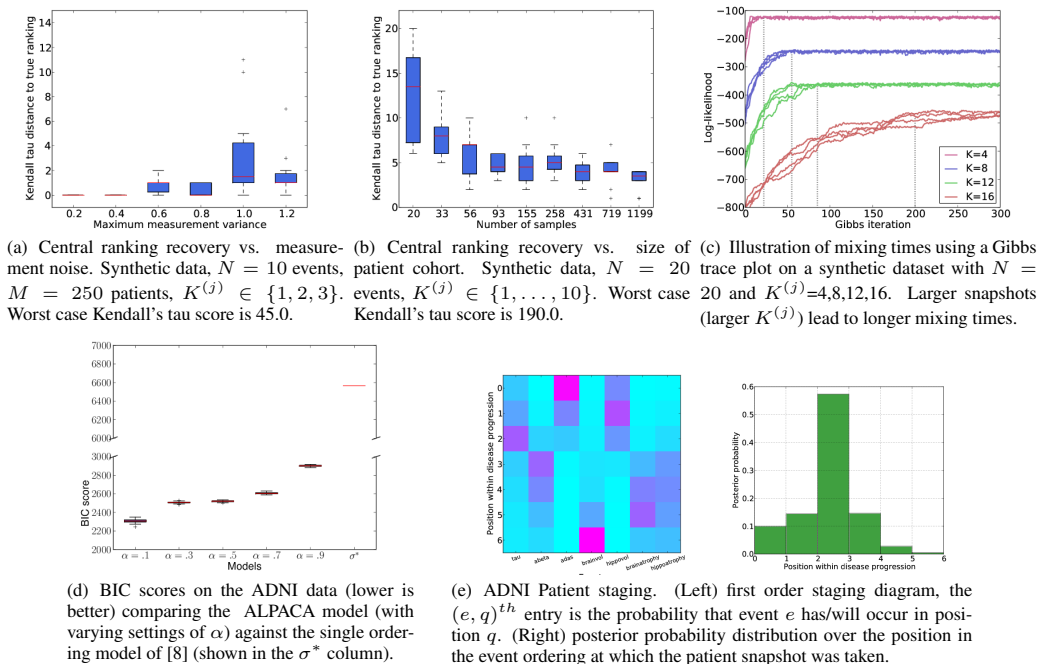 14
12
10
8
6
4
2
0
0.2 0.4 0.6 0.8 1.0 1.2
Maximum measurement variance
Kendall tau distance to true ranking
(a) Central ranking recovery vs. measure-
ment noise. Synthetic data, N = 10 events,
M = 250 patients, K^(j) ∈ {1, 2, 3}.
Worst case Kendall's tau score is 45.0.
20
15
10
5
0
20 33 56 93 155 258 431 719 1199
Number of samples
Kendall tau distance to true ranking
(b) Central ranking recovery vs. size of
patient cohort. Synthetic data, N = 20
events, K^(j) ∈ {1, . . . , 10}. Worst case
Kendall's tau score is 190.0.
−100
−200
−300
−400
−500
−600
−700
−800
0 50 100 150 200 250 300
Gibbs iteration
Log-likelihood
K=4
K=8
K=12
K=16
(c) Illustration of mixing times using a Gibbs
trace plot on a synthetic dataset with N =
20 and K^(j)=4,8,12,16. Larger snapshots
(larger K^(j)) lead to longer mixing times.
7000
6800
6600
6400
6200
6000
3000
2800
2600
2400
2200
2000
BIC score
α = .1 α = .3 α = .5 α = .7 α = .9 σ*
Models
(d) BIC scores on the ADNI data (lower is
better) comparing the ALPACA model (with
varying settings of α) against the single order-
ing model of [8] (shown in the σ* column).
Position within disease progression
0
1
2
3
4
5
6
tau abeta adas brainvol hippovol brainatrophy hippoatrophy
Posterior probability
0.6
0.5
0.4
0.3
0.2
0.1
0.0
0 1 2 3 4 5 6
Position within disease progression
(e) ADNI Patient staging. (Left) first order staging diagram, the
(e, q)^th entry is the probability that event e has/will occur in posi-
tion q. (Right) posterior probability distribution over the position in
the event ordering at which the patient snapshot was taken.